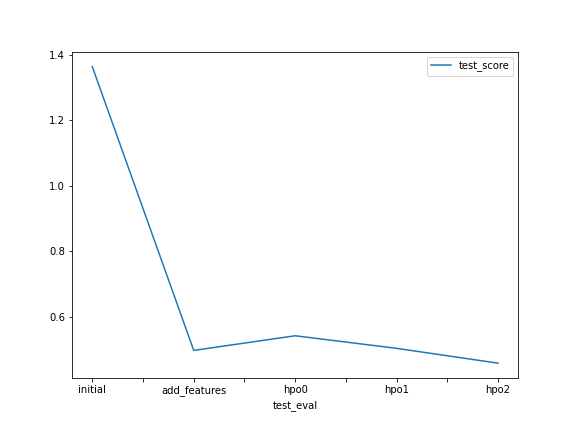 test_score
1.4
1.2
1.0
0.8
0.6
initial add_features hpo0 hpo1 hpo2
test_eval